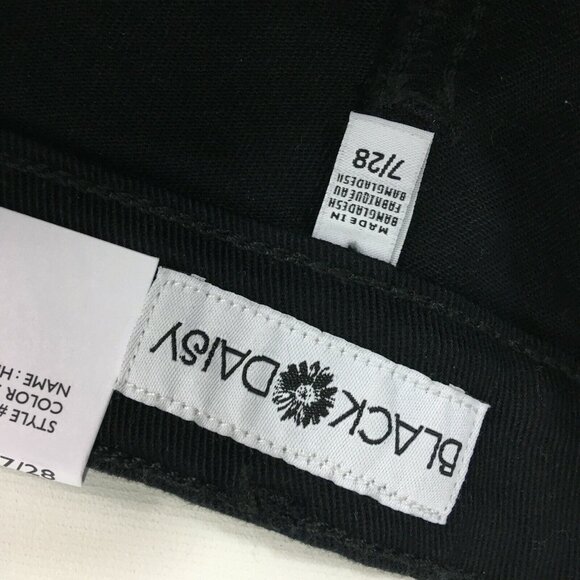 7/28
MADE IN
BANGLADESH
FABRIQUE AU
BANGLADESH
BLACK DAISY
STYLE #
COLOR
NAME: H
7/28